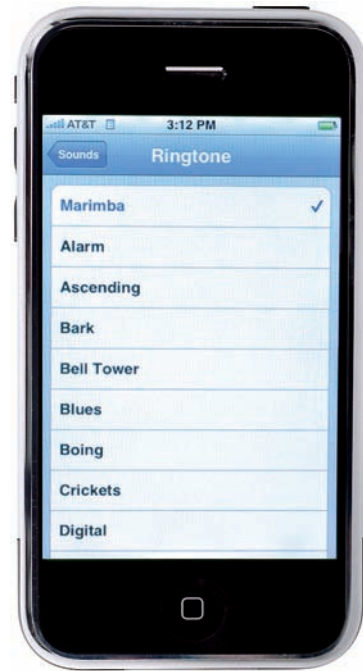 AT&T 3:12 PM
Sounds Ringtone
Marimba
Alarm
Ascending
Bark
Bell Tower
Blues
Boing
Crickets
Digital